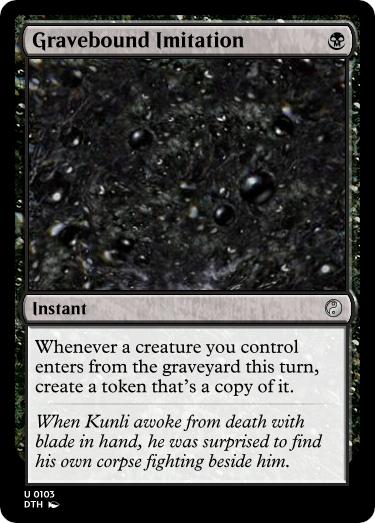 Gravebound Imitation
Instant
Whenever a creature you control
enters from the graveyard this turn,
create a token that's a copy of it.
When Kunli awoke from death with
blade in hand, he was surprised to find
his own corpse fighting beside him.
U 0103
DTH